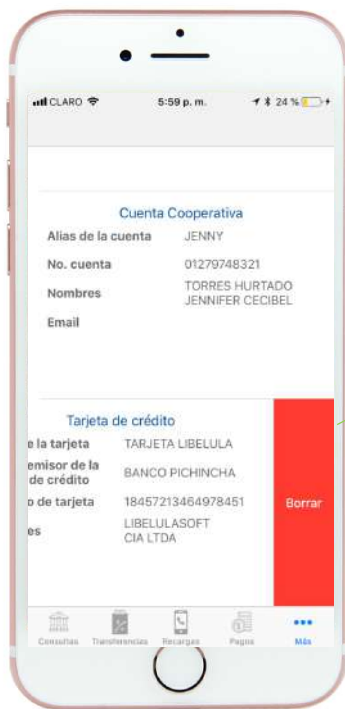 CLARO 5:59 p. m. 24 %
Cuenta Cooperativa
Alias de la cuenta JENNY
No. cuenta 01279748321
Nombres TORRES HURTADO
JENNIFER CECIBEL
Email
Tarjeta de crédito
e la tarjeta TARJETA LIBELULA
emisor de la
de crédito BANCO PICHINCHA
o de tarjeta 18457213464978451
es LIBELULASOFT
CIA LTDA
Borrar
Consultas Transferencias Recargas Pagos Más